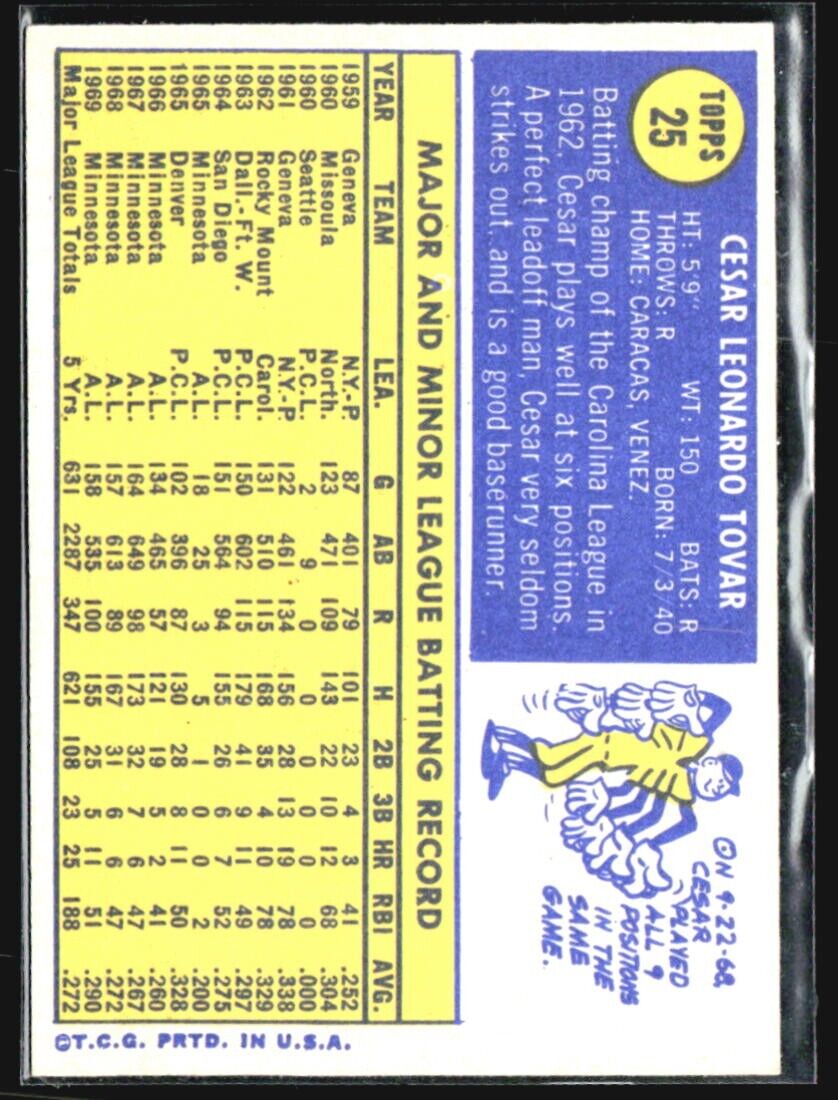 TOPPS
25
CESAR LEONARDO TOVAR
HT: 5'9" WT: 150 BATS: R
THROWS: R BORN: 7/3/40
HOME: CARACAS, VENEZ.
Batting champ of the Carolina League in
1962, Cesar plays well at six positions.
A perfect leadoff man, Cesar very seldom
strikes out, and is a good baserunner.
ON 9-22-68,
CESAR
PLAYED
ALL 9
POSITIONS
IN THE
SAME
GAME.
MAJOR AND MINOR LEAGUE BATTING RECORD
YEAR TEAM LEA. G AB R H 2B 3B HR RBI AVG.
1959 Geneva N.Y.-P. 87 401 79 101 23 4 3 41 .252
1960 Missoula North. 123 471 109 143 22 10 12 68 .304
1960 Seattle P.C.L. 2 9 0 0 0 0 0 0 .000
1961 Geneva N.Y.-P 122 461 134 156 28 13 19 78 .338
1962 Rocky Mount Carol. 131 510 115 168 35 4 10 78 .329
1963 Dall.-Ft. W. P.C.L. 150 602 115 179 41 9 11 49 .297
1964 San Diego P.C.L. 151 564 94 155 26 6 7 52 .275
1965 Minnesota A.L. 18 25 3 5 1 0 0 2 .200
1965 Denver P.C.L. 102 396 87 130 28 8 11 50 .328
1966 Minnesota A.L. 134 465 57 121 19 5 2 41 .260
1967 Minnesota A.L. 164 649 98 173 32 7 6 47 .267
1968 Minnesota A.L. 157 613 89 167 31 6 6 47 .272
1969 Minnesota A.L. 158 535 100 155 25 5 11 51 .290
Major League Totals 5 Yrs. 631 2287 347 621 108 23 25 188 .272
©T.C.G. PRTD. IN U.S.A.